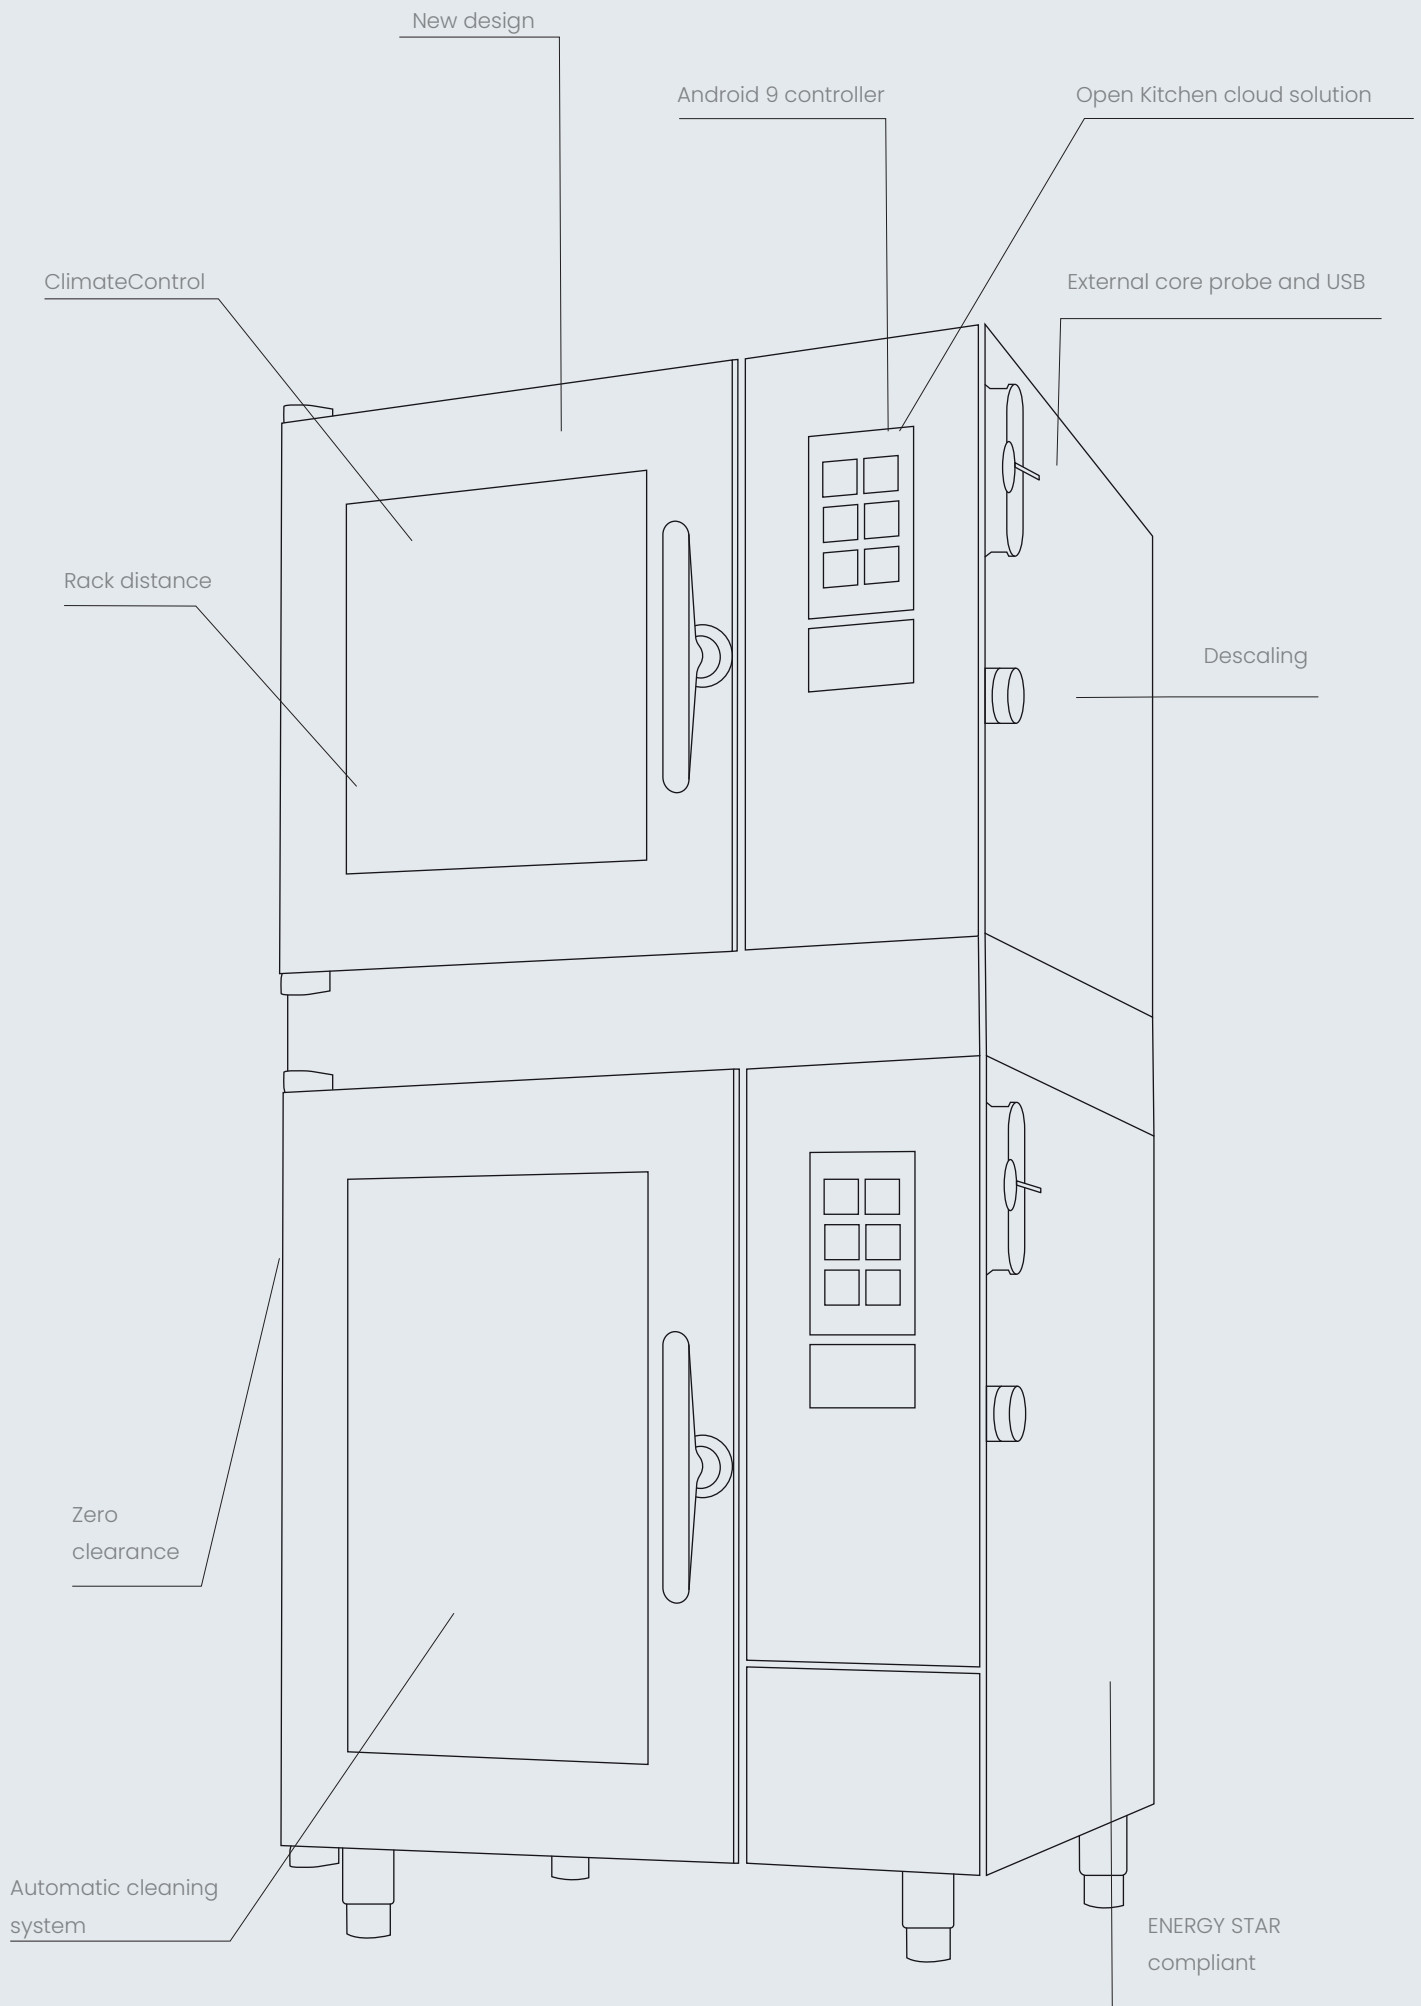 New design
Android 9 controller
Open Kitchen cloud solution
ClimateControl
External core probe and USB
Rack distance
Descaling
Zero
clearance
Automatic cleaning
system
ENERGY STAR
compliant